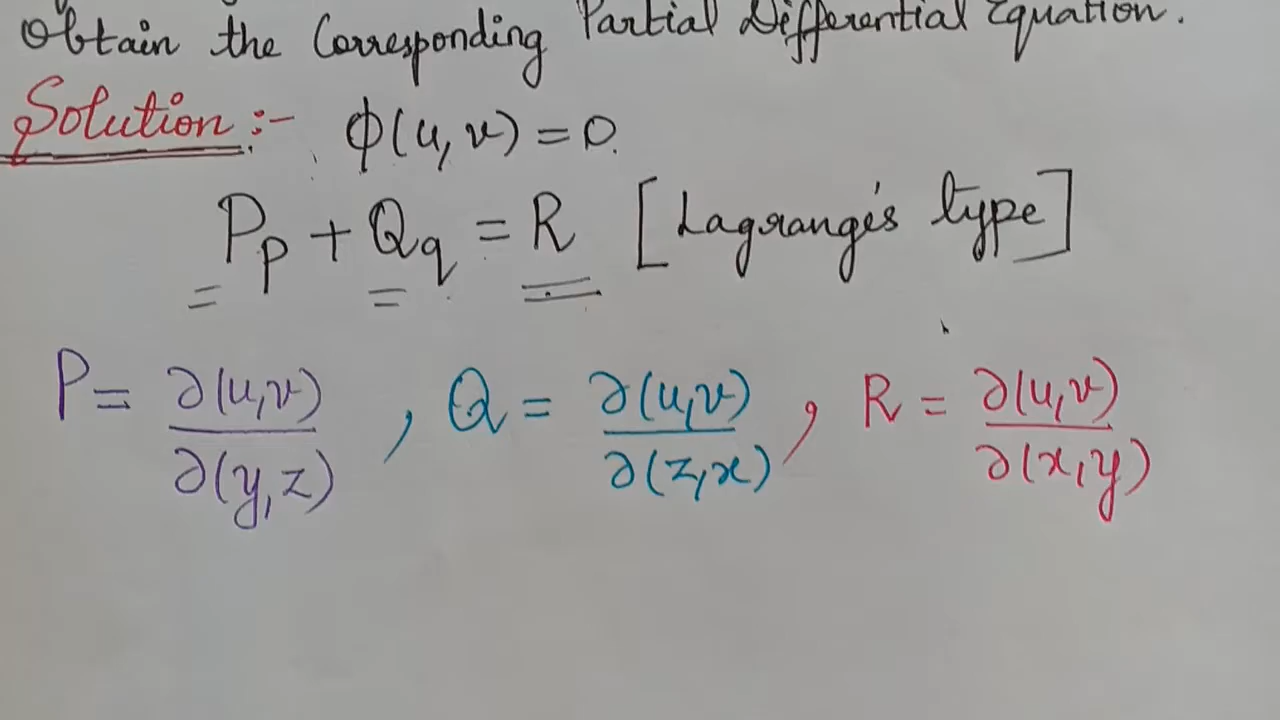 Obtain the Corresponding Partial Differential Equation.
Solution :- ϕ(u,v) = 0.
Pp + Qq = R [Lagrange's type]
P = ∂(u,v)/∂(y,z) , Q = ∂(u,v)/∂(z,x) , R = ∂(u,v)/∂(x,y)